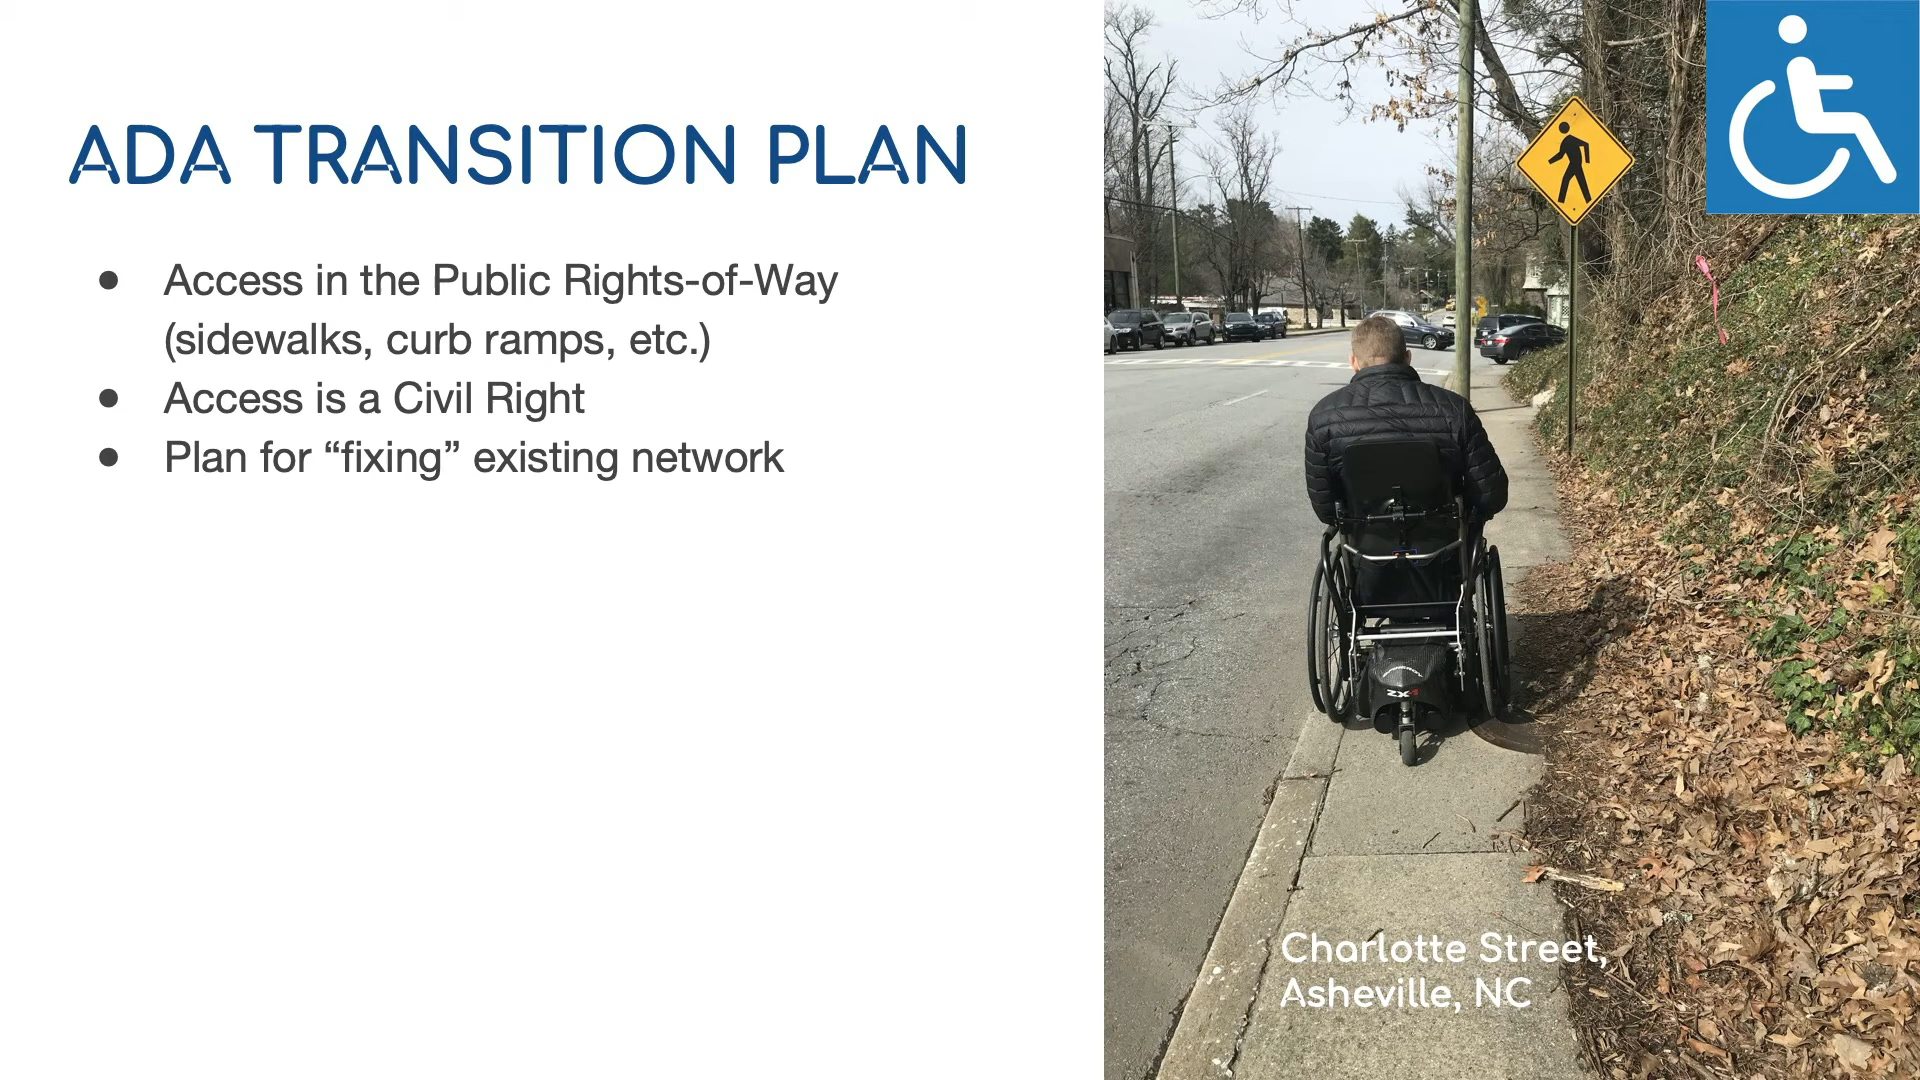 ADA TRANSITION PLAN
● Access in the Public Rights-of-Way
(sidewalks, curb ramps, etc.)
● Access is a Civil Right
● Plan for “fixing” existing network
ZX4
Charlotte Street,
Asheville, NC